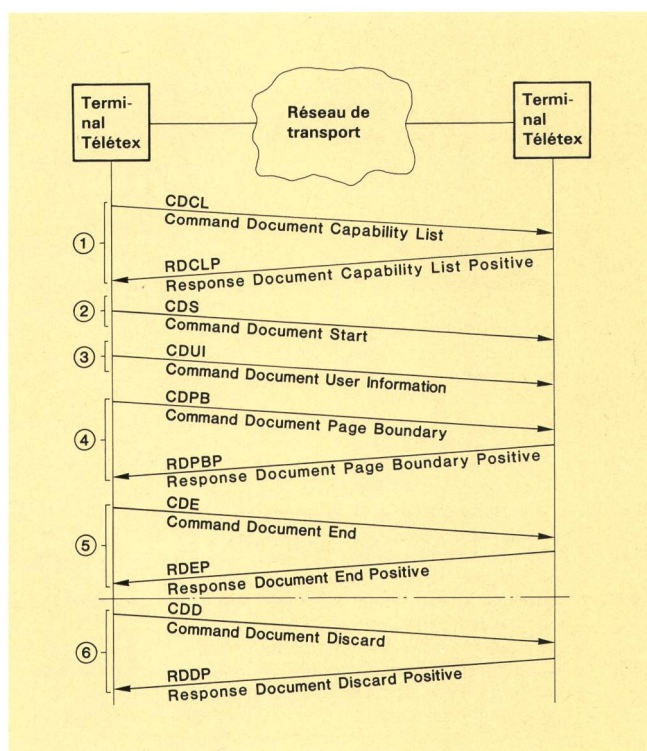 Termi-
nal
Télétex
Réseau de
transport
Termi-
nal
Télétex
1
CDCL
Command Document Capability List
RDCLP
Response Document Capability List Positive
2
CDS
Command Document Start
3
CDUI
Command Document User Information
4
CDPB
Command Document Page Boundary
RDPBP
Response Document Page Boundary Positive
5
CDE
Command Document End
RDEP
Response Document End Positive
6
CDD
Command Document Discard
RDDP
Response Document Discard Positive